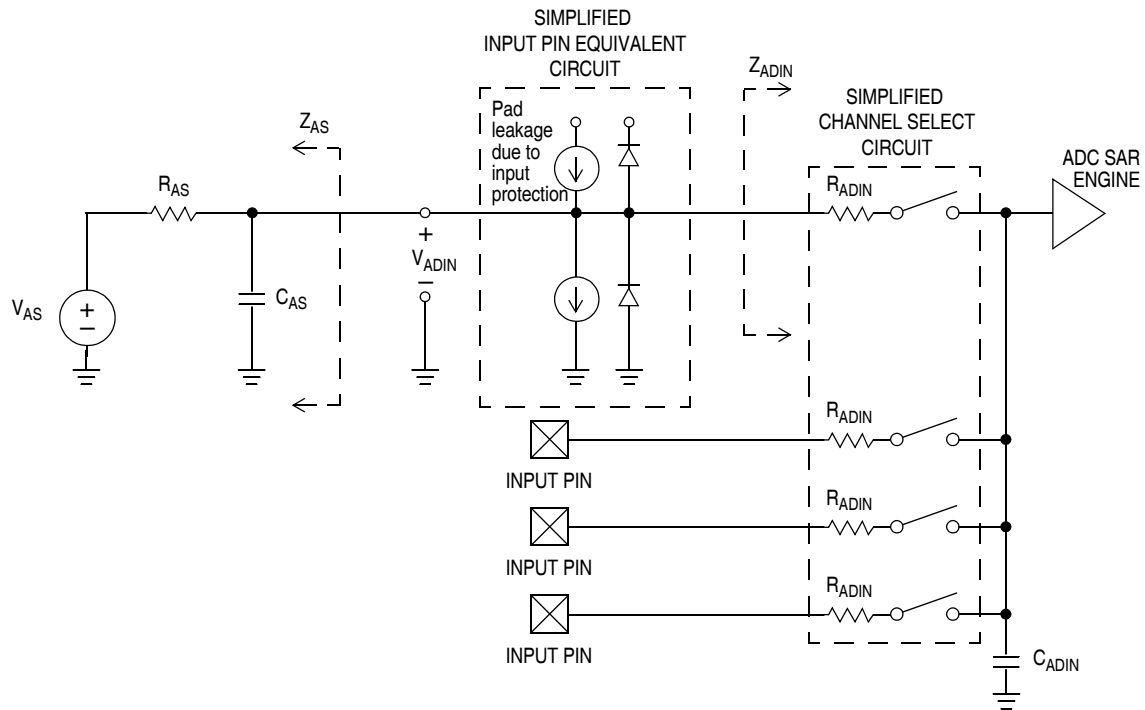 SIMPLIFIED
INPUT PIN EQUIVALENT
CIRCUIT
Pad
leakage
due to
input
protection
Z_ADIN
SIMPLIFIED
CHANNEL SELECT
CIRCUIT
ADC SAR
ENGINE
Z_AS
R_AS
R_ADIN
+
V_ADIN
−
C_AS
V_AS
+
−
R_ADIN
INPUT PIN
R_ADIN
INPUT PIN
R_ADIN
INPUT PIN
C_ADIN